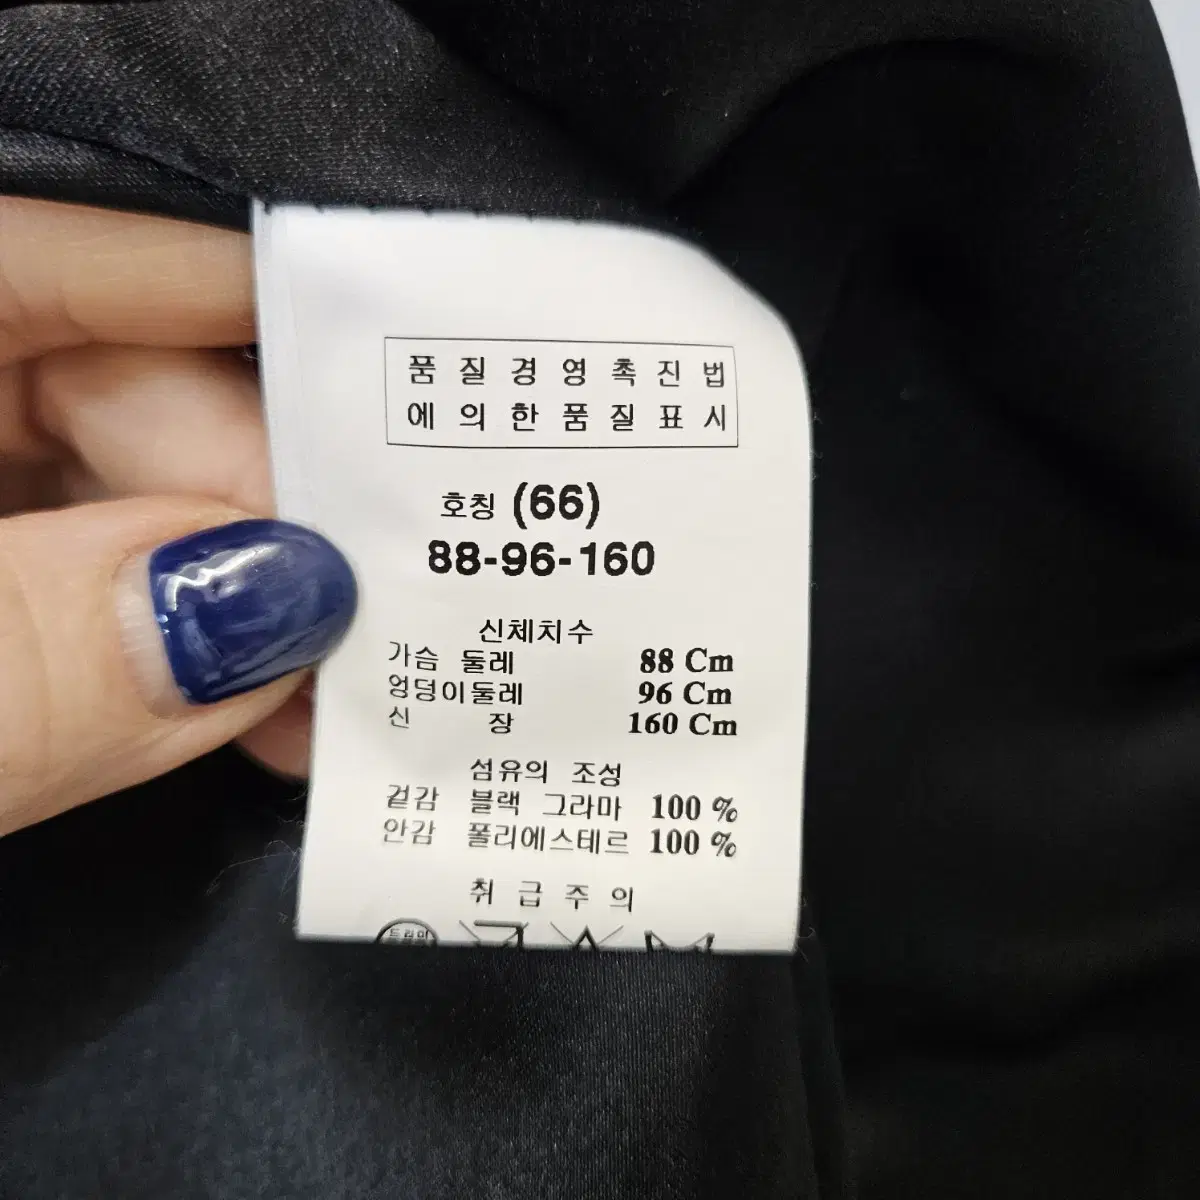 품질경영촉진법
에의한품질표시
호칭 (66)
88-96-160
신체치수
가슴 둘레 88 Cm
엉덩이둘레 96 Cm
신 장 160 Cm
섬유의 조성
겉감 블랙 그라마 100 %
안감 폴리에스테르 100 %
취급주의
드라이